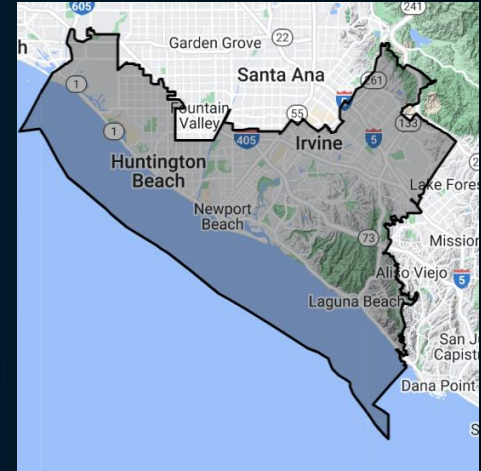 605
241
Garden Grove
22
h
Santa Ana
5
261
1
55
133
Fountain
Valley
405
Irvine
5
1
Huntington
Beach
Lake Fores
Newport
Beach
73
Mission
Aliso Viejo
5
Laguna Beach
San J
Capist
Dana Point
S